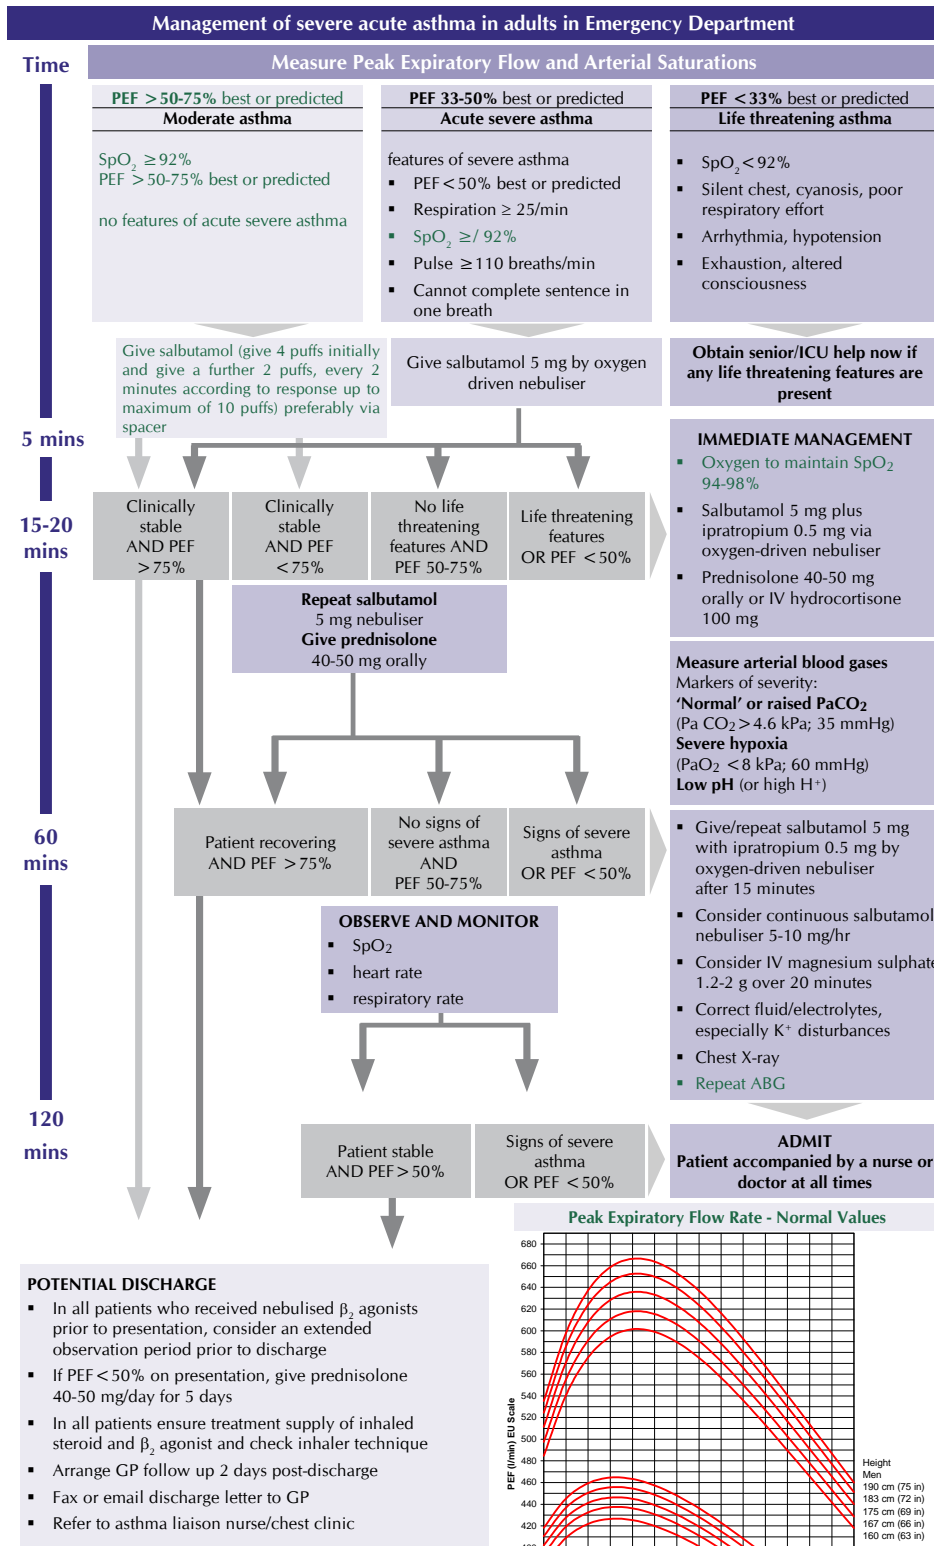 Management of severe acute asthma in adults in Emergency Department
Time
Measure Peak Expiratory Flow and Arterial Saturations
PEF >50-75% best or predicted
Moderate asthma
SpO2 ≥92%
PEF >50-75% best or predicted
no features of acute severe asthma
PEF 33-50% best or predicted
Acute severe asthma
features of severe asthma
▪ PEF<50% best or predicted
▪ Respiration ≥ 25/min
▪ SpO2 ≥/ 92%
▪ Pulse ≥110 breaths/min
▪ Cannot complete sentence in
one breath
PEF <33% best or predicted
Life threatening asthma
▪ SpO2<92%
▪ Silent chest, cyanosis, poor
respiratory effort
▪ Arrhythmia, hypotension
▪ Exhaustion, altered
consciousness
Give salbutamol (give 4 puffs initially
and give a further 2 puffs, every 2
minutes according to response up to
maximum of 10 puffs) preferably via
spacer
Give salbutamol 5 mg by oxygen
driven nebuliser
Obtain senior/ICU help now if
any life threatening features are
present
5 mins
IMMEDIATE MANAGEMENT
▪ Oxygen to maintain SpO2
94-98%
▪ Salbutamol 5 mg plus
ipratropium 0.5 mg via
oxygen-driven nebuliser
▪ Prednisolone 40-50 mg
orally or IV hydrocortisone
100 mg
15-20
mins
Clinically
stable
AND PEF
>75%
Clinically
stable
AND PEF
<75%
No life
threatening
features AND
PEF 50-75%
Life threatening
features
OR PEF <50%
Repeat salbutamol
5 mg nebuliser
Give prednisolone
40-50 mg orally
Measure arterial blood gases
Markers of severity:
‘Normal’ or raised PaCO2
(Pa CO2>4.6 kPa; 35 mmHg)
Severe hypoxia
(PaO2 <8 kPa; 60 mmHg)
Low pH (or high H+)
60
mins
Patient recovering
AND PEF >75%
No signs of
severe asthma
AND
PEF 50-75%
Signs of severe
asthma
OR PEF <50%
▪ Give/repeat salbutamol 5 mg
with ipratropium 0.5 mg by
oxygen-driven nebuliser
after 15 minutes
▪ Consider continuous salbutamol
nebuliser 5-10 mg/hr
▪ Consider IV magnesium sulphate
1.2-2 g over 20 minutes
▪ Correct fluid/electrolytes,
especially K+ disturbances
▪ Chest X-ray
▪ Repeat ABG
OBSERVE AND MONITOR
▪ SpO2
▪ heart rate
▪ respiratory rate
120
mins
Patient stable
AND PEF>50%
Signs of severe
asthma
OR PEF <50%
ADMIT
Patient accompanied by a nurse or
doctor at all times
POTENTIAL DISCHARGE
▪ In all patients who received nebulised β2 agonists
prior to presentation, consider an extended
observation period prior to discharge
▪ If PEF<50% on presentation, give prednisolone
40-50 mg/day for 5 days
▪ In all patients ensure treatment supply of inhaled
steroid and β2 agonist and check inhaler technique
▪ Arrange GP follow up 2 days post-discharge
▪ Fax or email discharge letter to GP
▪ Refer to asthma liaison nurse/chest clinic
Peak Expiratory Flow Rate - Normal Values
PEF (l/min) EU Scale
680
660
640
620
600
580
560
540
520
500
480
460
440
420
Height
Men
190 cm (75 in)
183 cm (72 in)
175 cm (69 in)
167 cm (66 in)
160 cm (63 in)